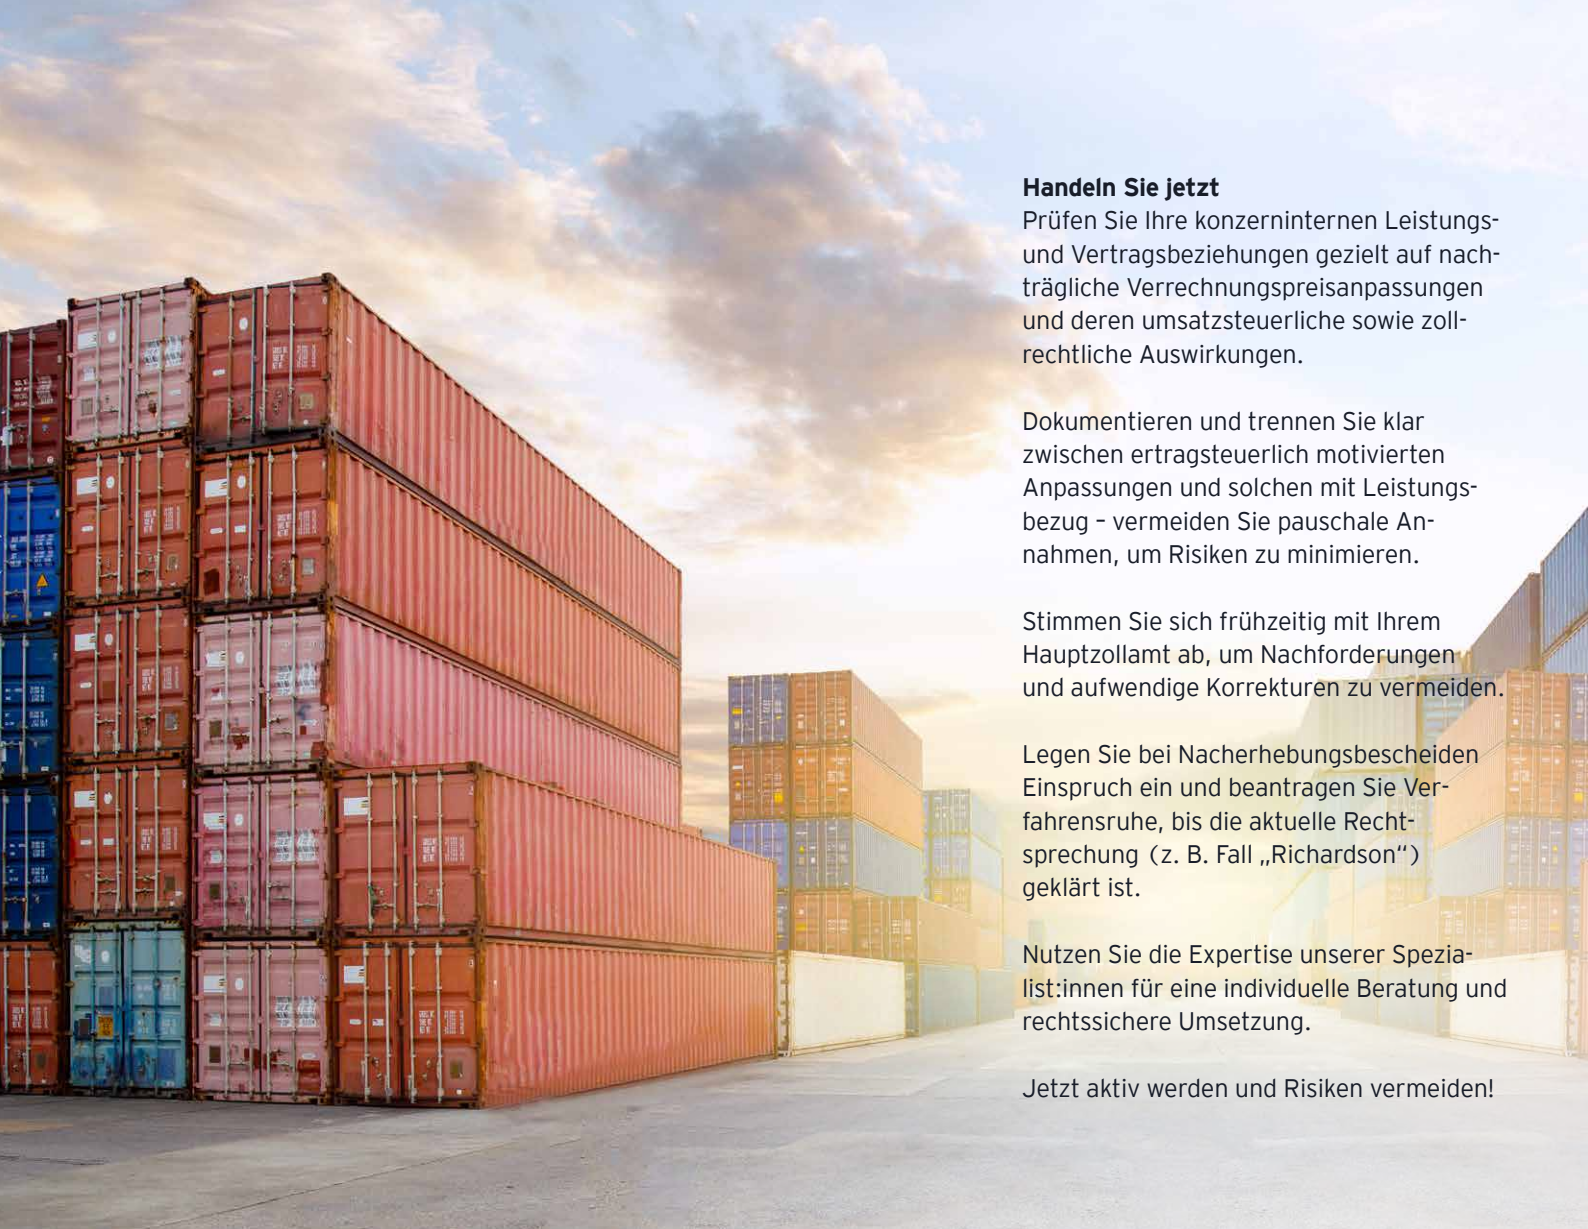 Handeln Sie jetzt
Prüfen Sie Ihre konzerninternen Leistungs-
und Vertragsbeziehungen gezielt auf nach-
trägliche Verrechnungspreisanpassungen
und deren umsatzsteuerliche sowie zoll-
rechtliche Auswirkungen.
Dokumentieren und trennen Sie klar
zwischen ertragsteuerlich motivierten
Anpassungen und solchen mit Leistungs-
bezug – vermeiden Sie pauschale An-
nahmen, um Risiken zu minimieren.
Stimmen Sie sich frühzeitig mit Ihrem
Hauptzollamt ab, um Nachforderungen
und aufwendige Korrekturen zu vermeiden.
Legen Sie bei Nacherhebungsbescheiden
Einspruch ein und beantragen Sie Ver-
fahrensruhe, bis die aktuelle Recht-
sprechung (z. B. Fall „Richardson“)
geklärt ist.
Nutzen Sie die Expertise unserer Spezia-
list:innen für eine individuelle Beratung und
rechtssichere Umsetzung.
Jetzt aktiv werden und Risiken vermeiden!